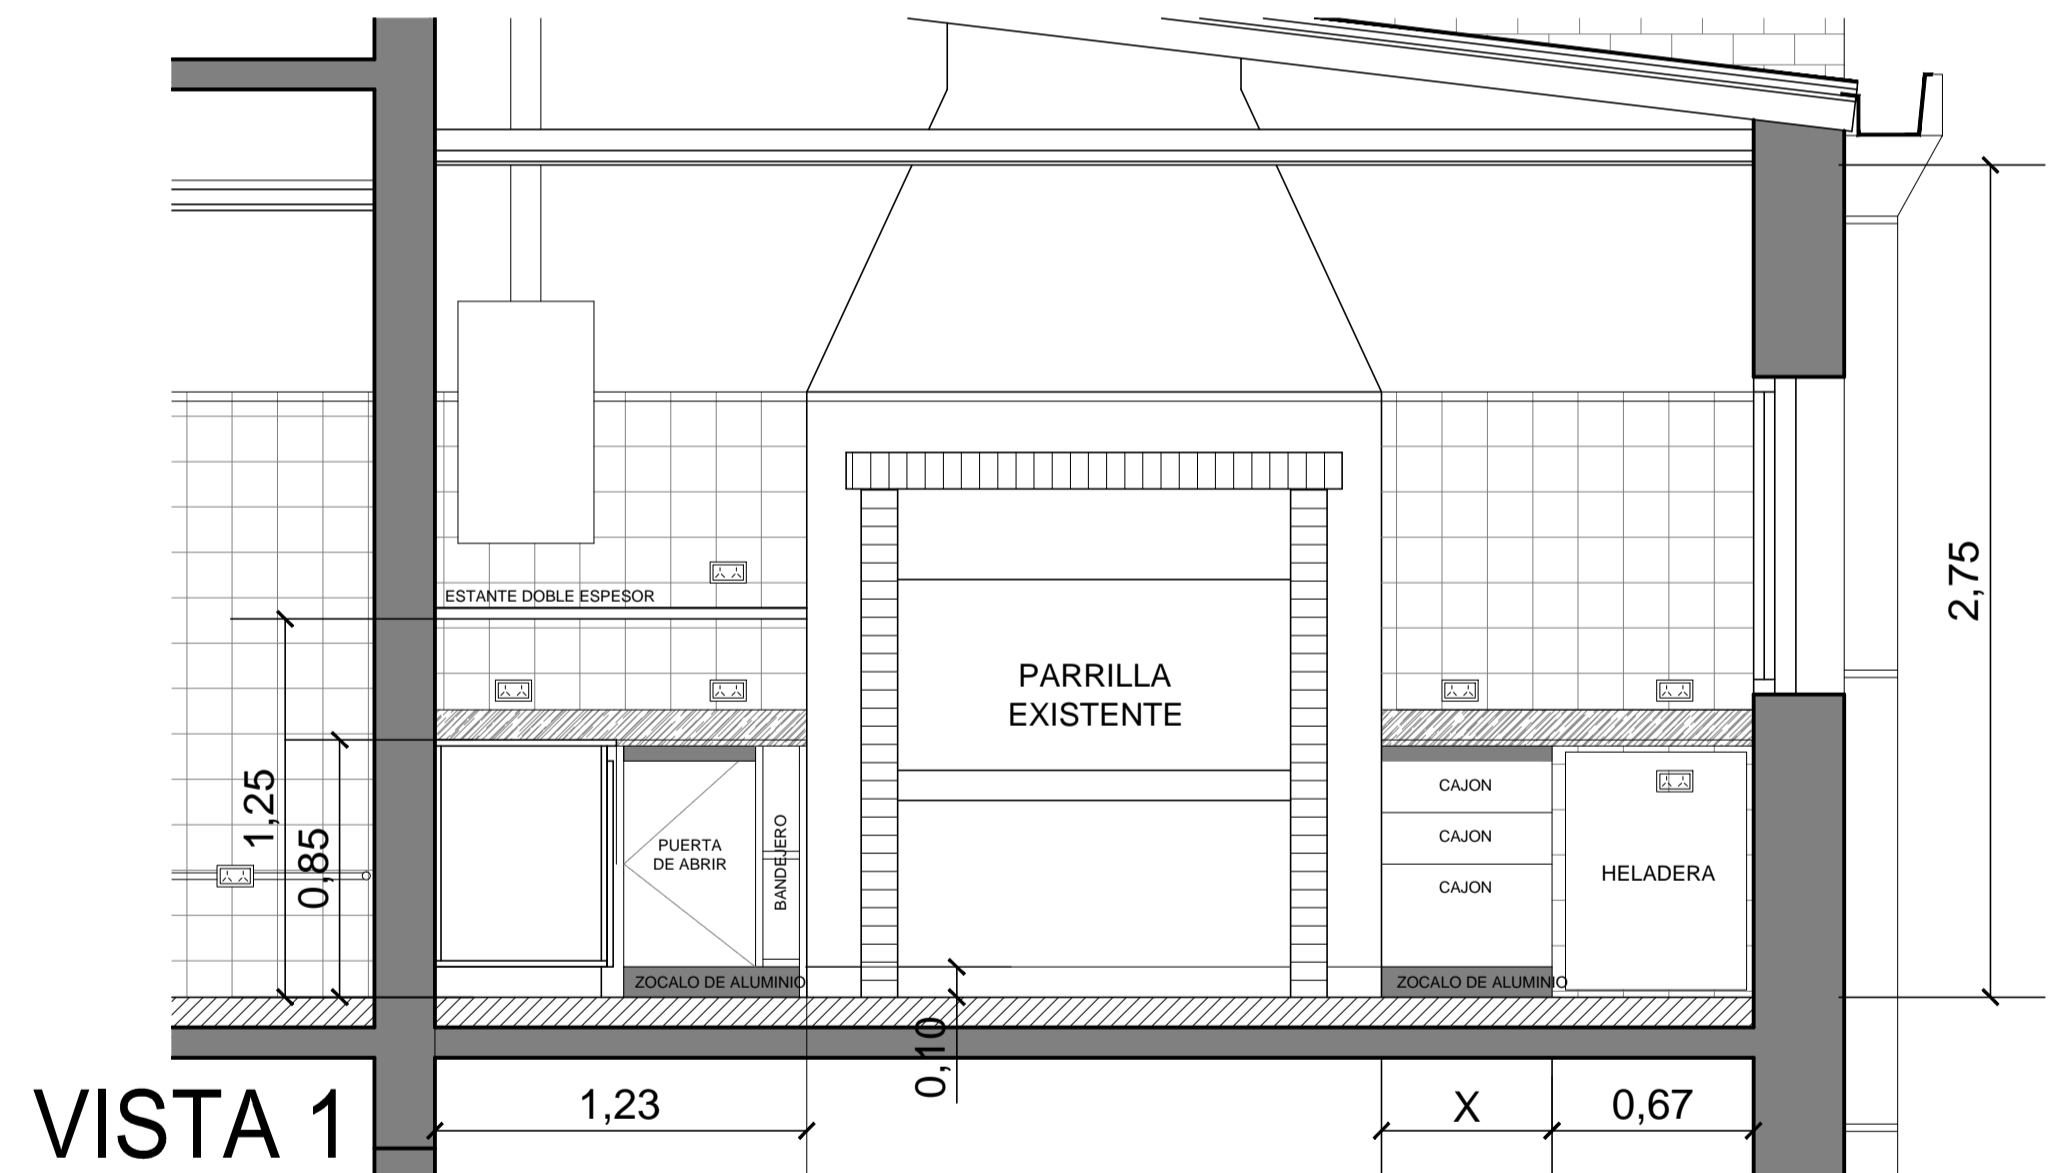 ESTANTE DOBLE ESPESOR
PARRILLA
EXISTENTE
2,75
1,25
0,85
PUERTA
DE ABRIR
BANDEJERO
CAJON
CAJON
CAJON
HELADERA
ZOCALO DE ALUMINIO
ZOCALO DE ALUMINIO
0,10
VISTA 1
1,23
X
0,67